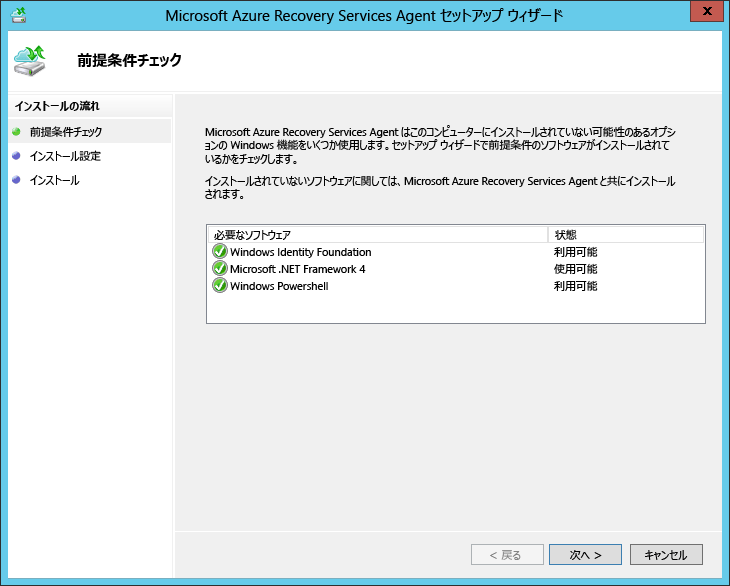 Microsoft Azure Recovery Services Agent セットアップ ウィザード
x
前提条件チェック
インストールの流れ
前提条件チェック
インストール設定
インストール
Microsoft Azure Recovery Services Agent はこのコンピューターにインストールされていない可能性のあるオプシ
ョンの Windows 機能をいくつか使用します。セットアップ ウィザードで前提条件のソフトウェアがインストールされて
いるかをチェックします。
インストールされていないソフトウェアに関しては、Microsoft Azure Recovery Services Agent と共にインストール
されます。
必要なソフトウェア 状態
Windows Identity Foundation 利用可能
Microsoft .NET Framework 4 使用可能
Windows Powershell 利用可能
< 戻る 次へ > キャンセル